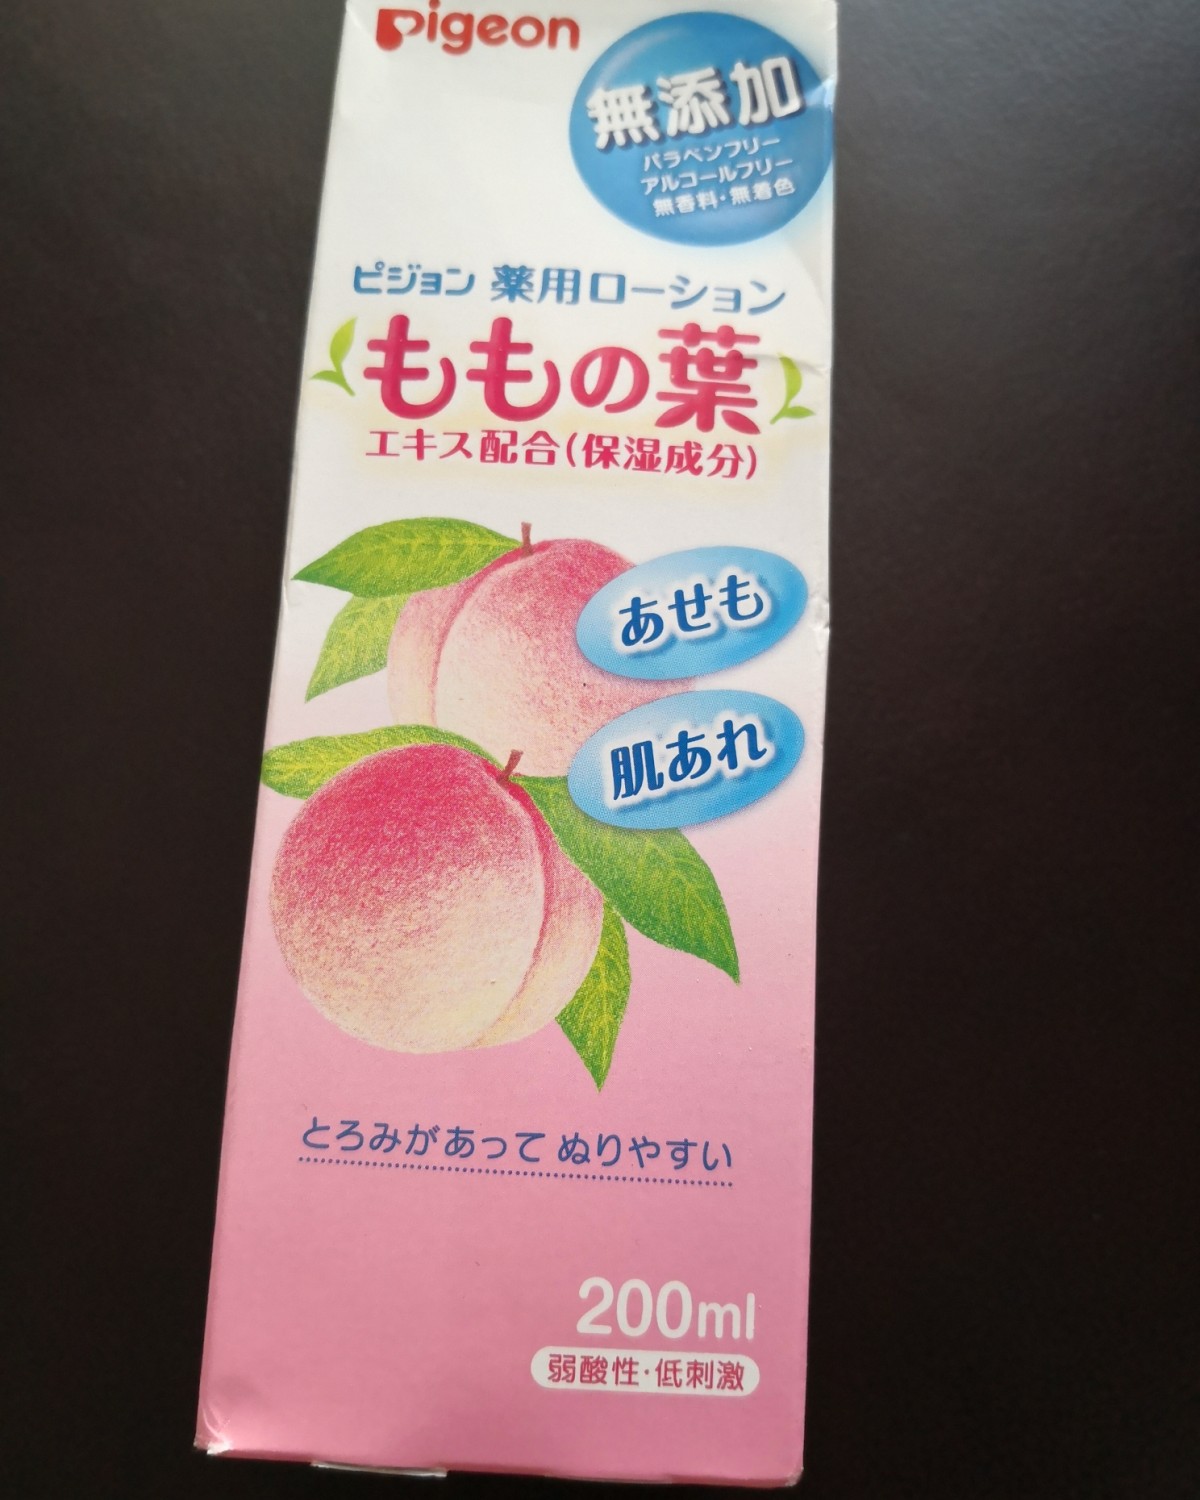 Pigeon
無添加
パラベンフリー
アルコールフリー
無香料・無着色
ピジョン 薬用ローション
ももの葉
エキス配合(保湿成分)
あせも
肌あれ
とろみがあって ぬりやすい
200ml
弱酸性・低刺激